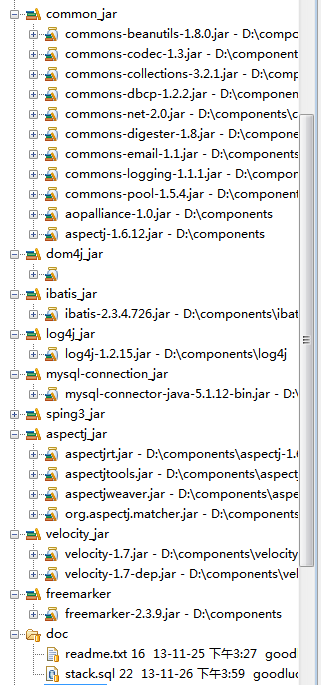 common_jar
commons-beanutils-1.8.0.jar - D:\compo
commons-codec-1.3.jar - D:\components\
commons-collections-3.2.1.jar - D:\comp
commons-dbcp-1.2.2.jar - D:\componen
commons-net-2.0.jar - D:\components\c
commons-digester-1.8.jar - D:\componen
commons-email-1.1.jar - D:\components
commons-logging-1.1.1.jar - D:\compon
commons-pool-1.5.4.jar - D:\componen
aopalliance-1.0.jar - D:\components
aspectj-1.6.12.jar - D:\components
dom4j_jar
ibatis_jar
ibatis-2.3.4.726.jar - D:\components\ibat
log4j_jar
log4j-1.2.15.jar - D:\components\log4j
mysql-connection_jar
mysql-connector-java-5.1.12-bin.jar - D:\
sping3_jar
aspectj_jar
aspectjrt.jar - D:\components\aspectj-1.6
aspectjtools.jar - D:\components\aspectj
aspectjweaver.jar - D:\components\aspe
org.aspectj.matcher.jar - D:\componen
velocity_jar
velocity-1.7.jar - D:\components\velocity
velocity-1.7-dep.jar - D:\components\vel
freemarker
freemarker-2.3.9.jar - D:\components
doc
readme.txt 16 13-11-25 下午3:27 good
stack.sql 22 13-11-26 下午3:59 goodluc